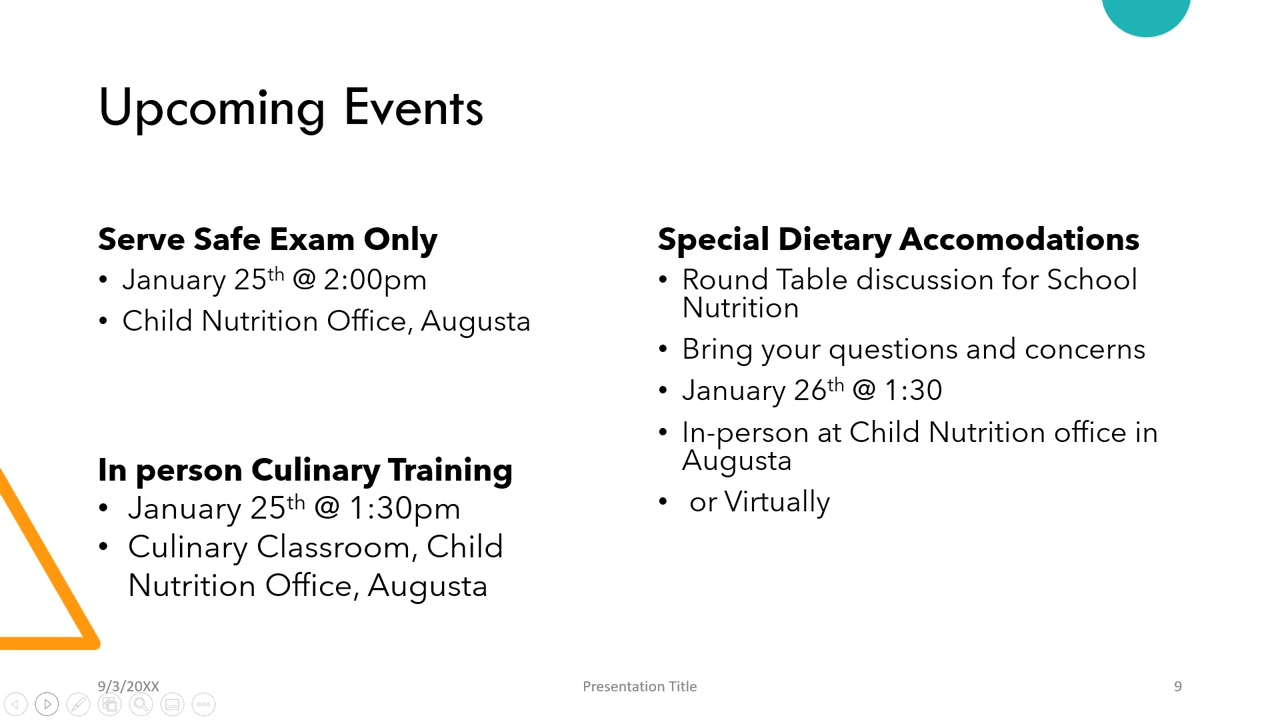 Upcoming Events
Serve Safe Exam Only
• January 25th @ 2:00pm
• Child Nutrition Office, Augusta
In person Culinary Training
• January 25th @ 1:30pm
• Culinary Classroom, Child
Nutrition Office, Augusta
Special Dietary Accomodations
• Round Table discussion for School
Nutrition
• Bring your questions and concerns
• January 26th @ 1:30
• In-person at Child Nutrition office in
Augusta
• or Virtually
9/3/20XX
Presentation Title
9